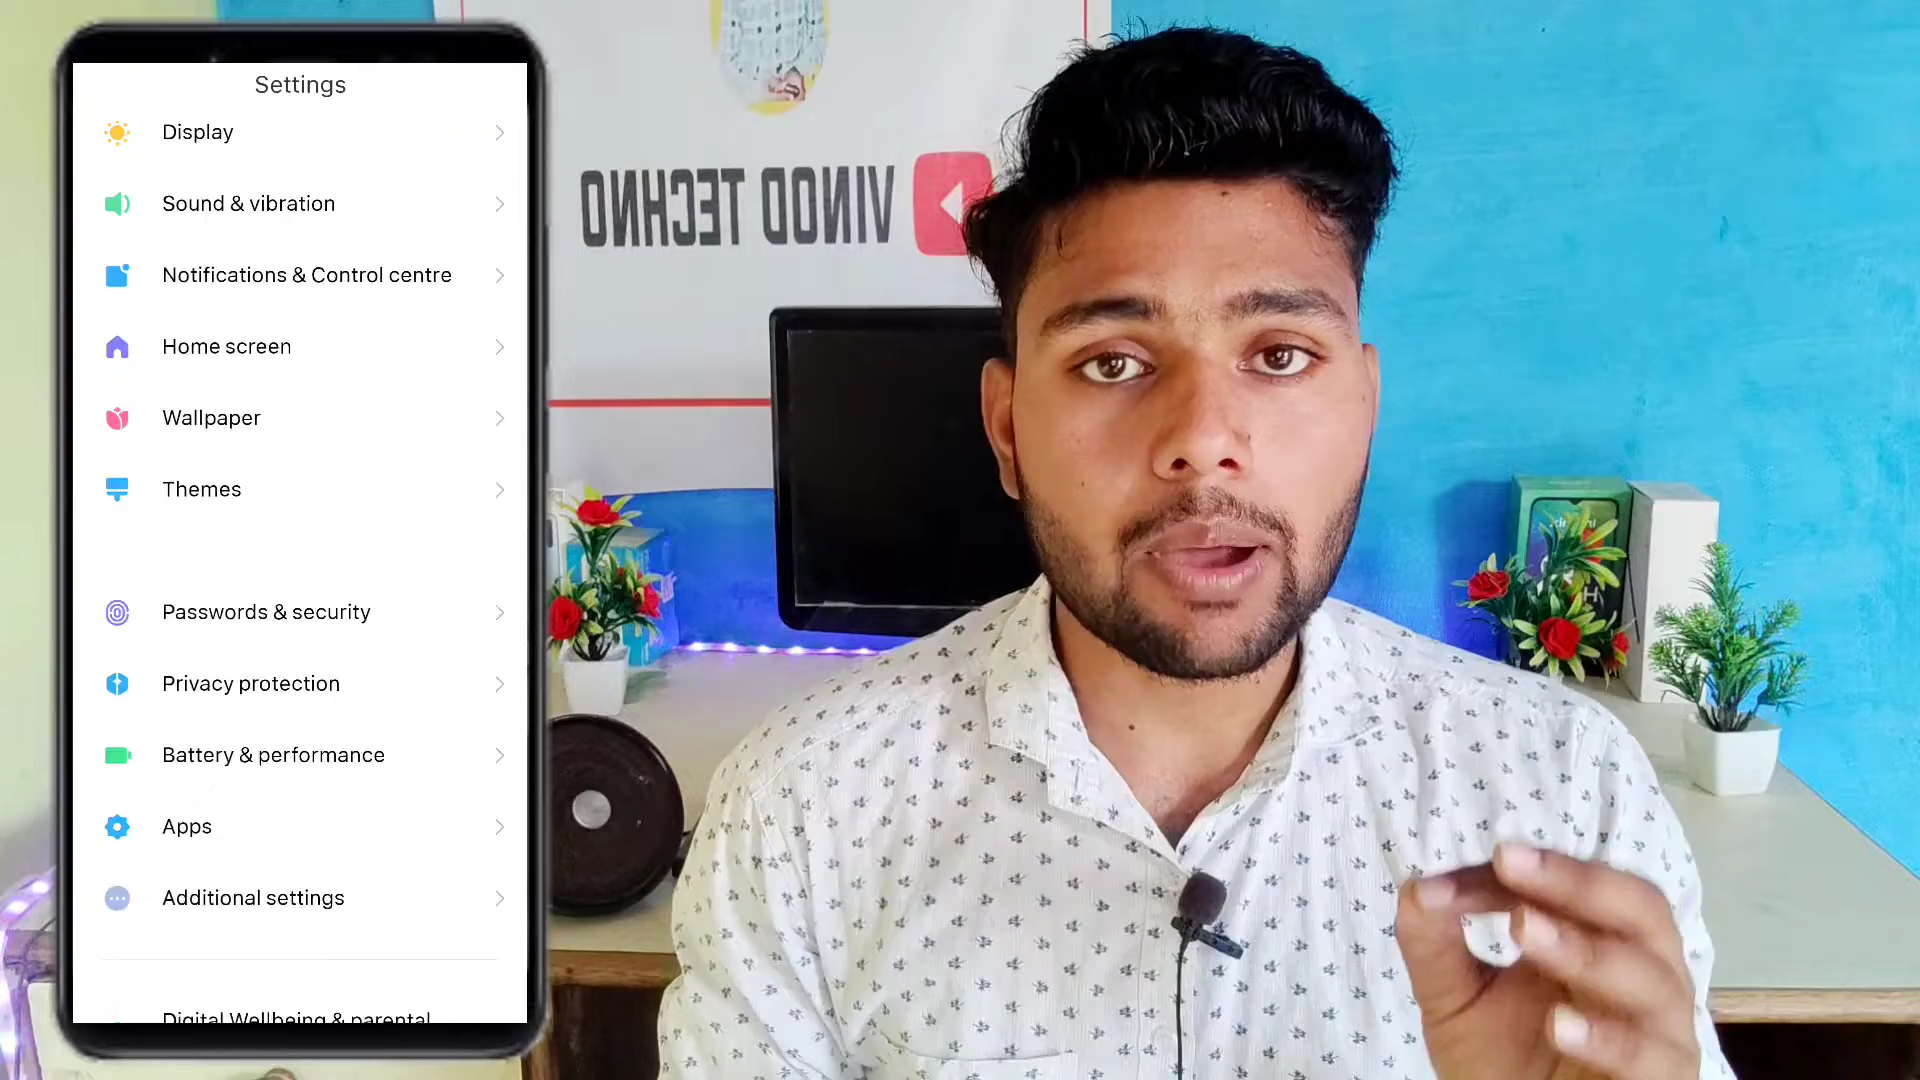 Settings
Display
Sound & vibration
Notifications & Control centre
Home screen
Wallpaper
Themes
Passwords & security
Privacy protection
Battery & performance
Apps
Additional settings
Digital Wellbeing & parental
VINOD TECHNO